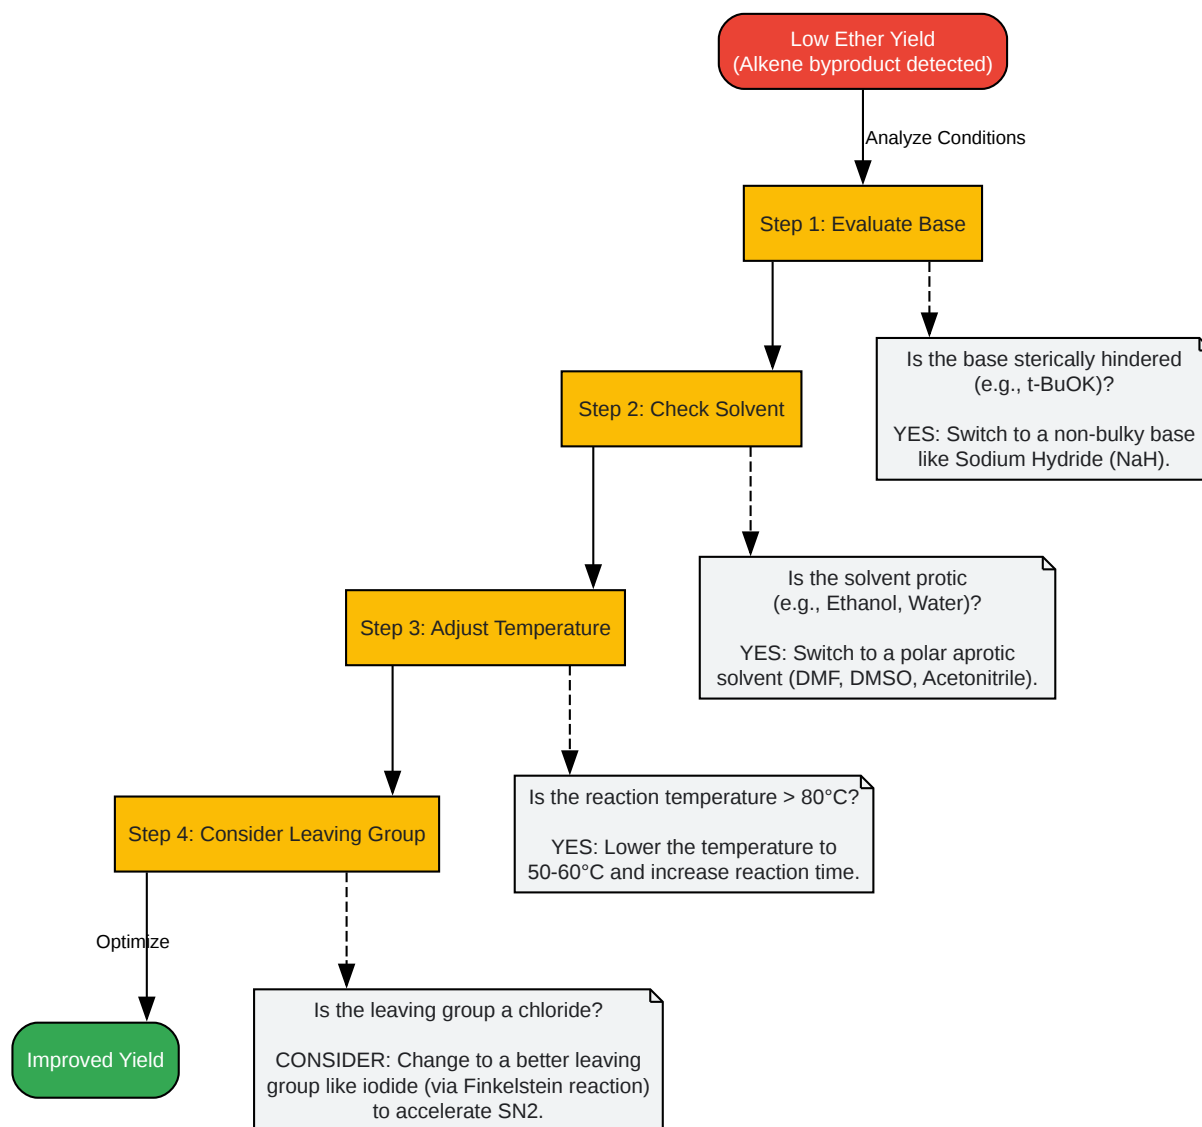 Low Ether Yield
(Alkene byproduct detected)
Analyze Conditions
Step 1: Evaluate Base
Is the base sterically hindered
(e.g., t-BuOK)?
YES: Switch to a non-bulky base
like Sodium Hydride (NaH).
Step 2: Check Solvent
Is the solvent protic
(e.g., Ethanol, Water)?
YES: Switch to a polar aprotic
solvent (DMF, DMSO, Acetonitrile).
Step 3: Adjust Temperature
Is the reaction temperature > 80°C?
YES: Lower the temperature to
50-60°C and increase reaction time.
Step 4: Consider Leaving Group
Optimize
Is the leaving group a chloride?
CONSIDER: Change to a better leaving
group like iodide (via Finkelstein reaction)
to accelerate SN2.
Improved Yield